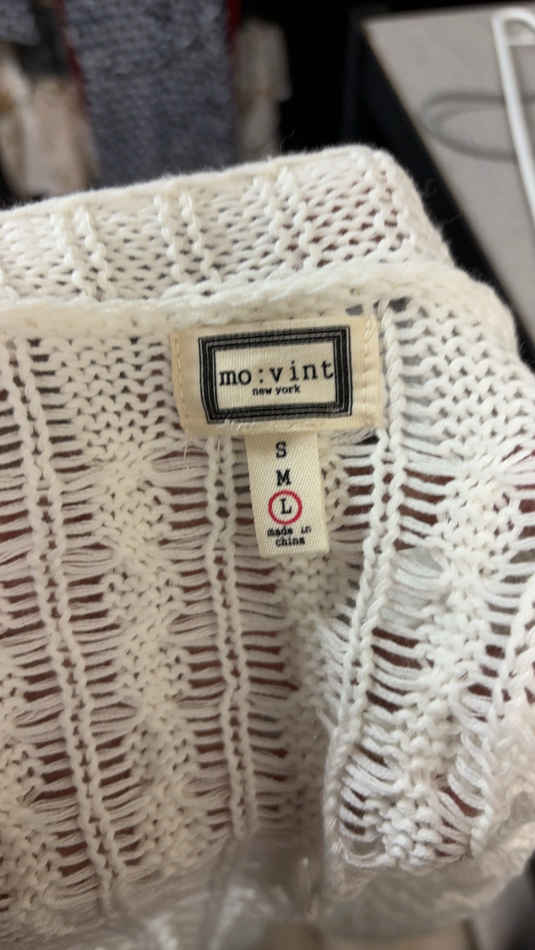 mo:vint
new york
S
M
L
made in
china